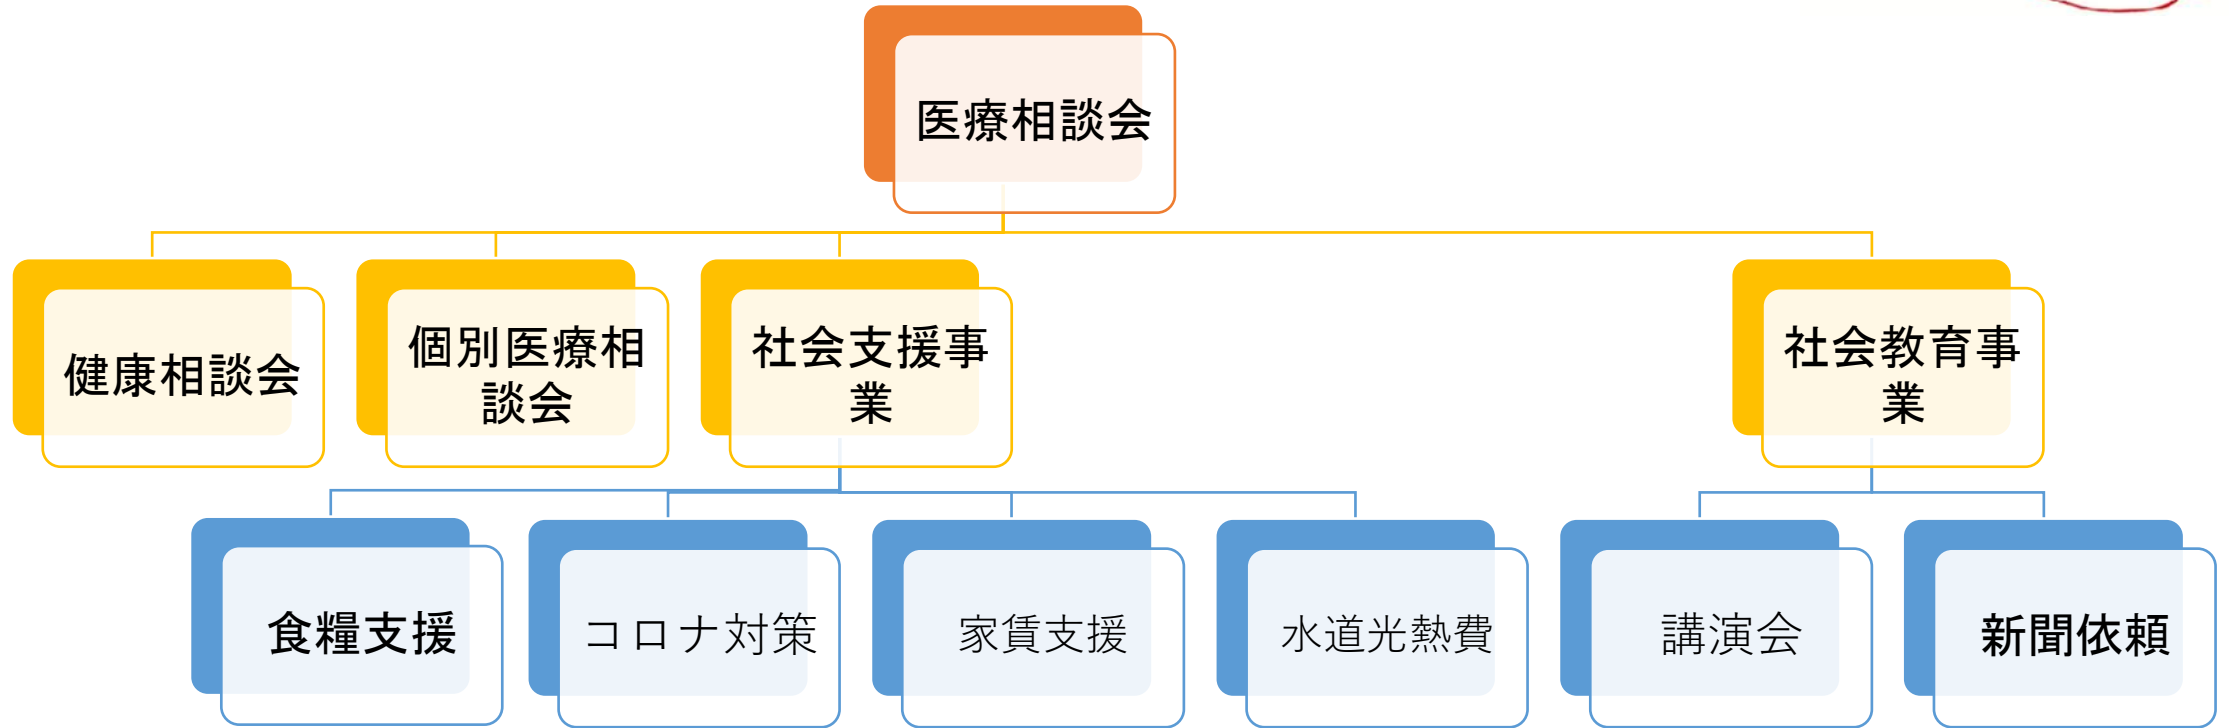 医療相談会
健康相談会
個別医療相
談会
社会支援事
業
社会教育事
業
食糧支援
コロナ対策
家賃支援
水道光熱費
講演会
新聞依頼